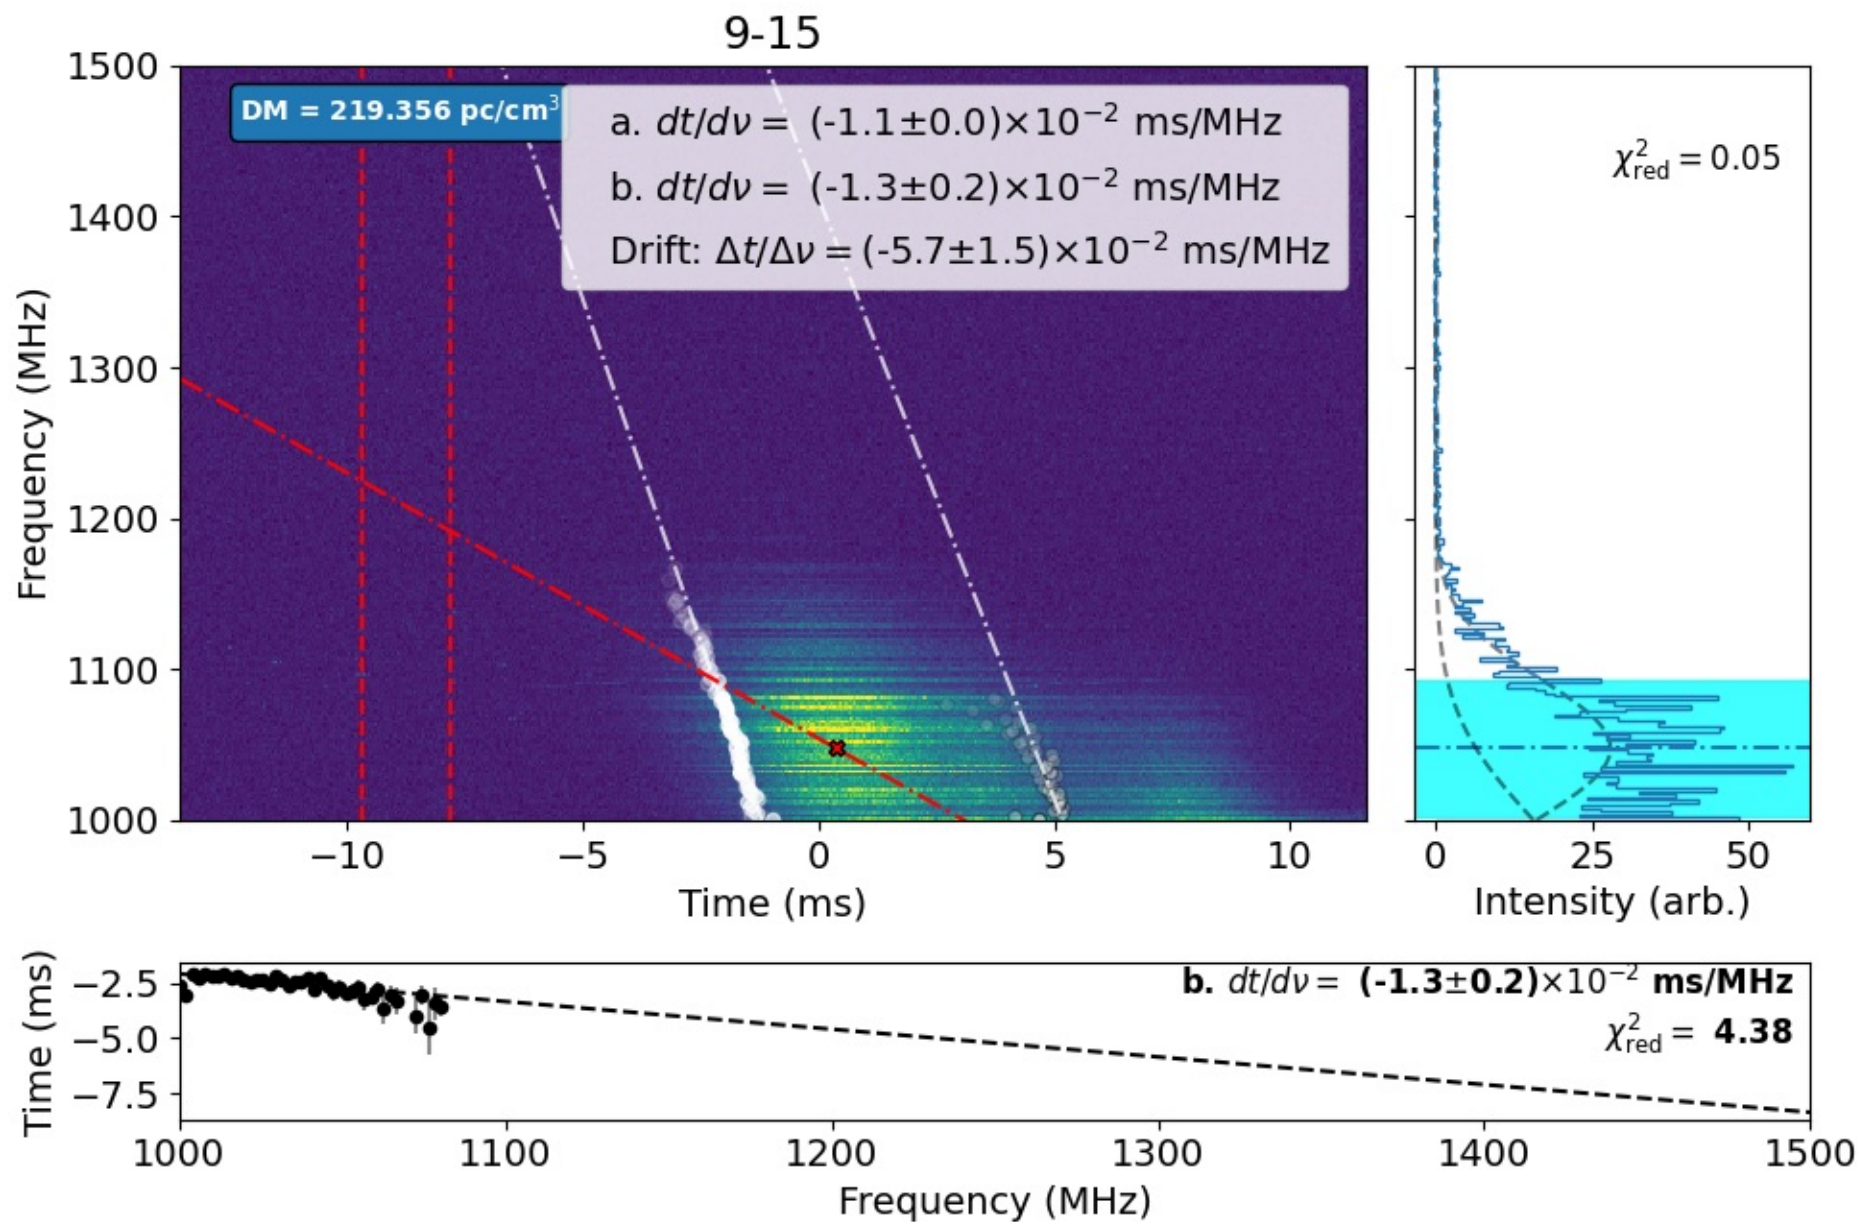 9-15
1500
1400
1300
1200
1100
1000
Frequency (MHz)
DM = 219.356 pc/cm³
a. dt/dν = (-1.1±0.0)×10⁻² ms/MHz
b. dt/dν = (-1.3±0.2)×10⁻² ms/MHz
Drift: Δt/Δν = (-5.7±1.5)×10⁻² ms/MHz
−10 −5 0 5 10
Time (ms)
χ²red = 0.05
0 25 50
Intensity (arb.)
Time (ms)
−2.5
−5.0
−7.5
b. dt/dν = (-1.3±0.2)×10⁻² ms/MHz
χ²red = 4.38
1000 1100 1200 1300 1400 1500
Frequency (MHz)